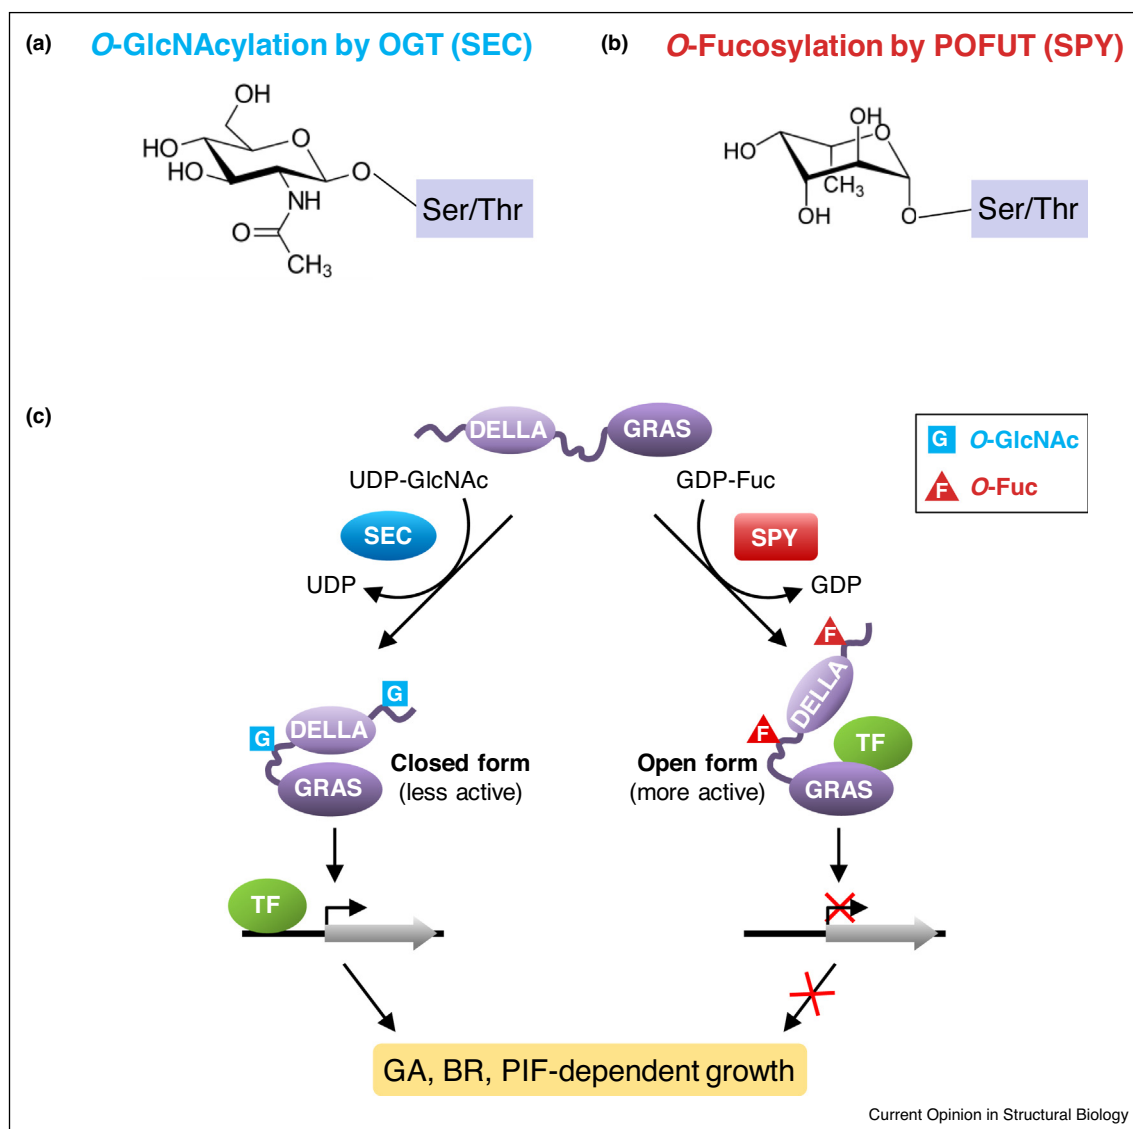 (a)
O-GlcNAcylation by OGT (SEC)
OH
HO
HO
O
O
NH
O
CH3
Ser/Thr
(b)
O-Fucosylation by POFUT (SPY)
OH
O
HO
CH3
OH
O
Ser/Thr
(c)
DELLA
GRAS
G O-GlcNAc
F O-Fuc
UDP-GlcNAc
SEC
UDP
GDP-Fuc
SPY
GDP
G
G
DELLA
GRAS
Closed form
(less active)
F
F
DELLA
TF
GRAS
Open form
(more active)
TF
GA, BR, PIF-dependent growth
Current Opinion in Structural Biology